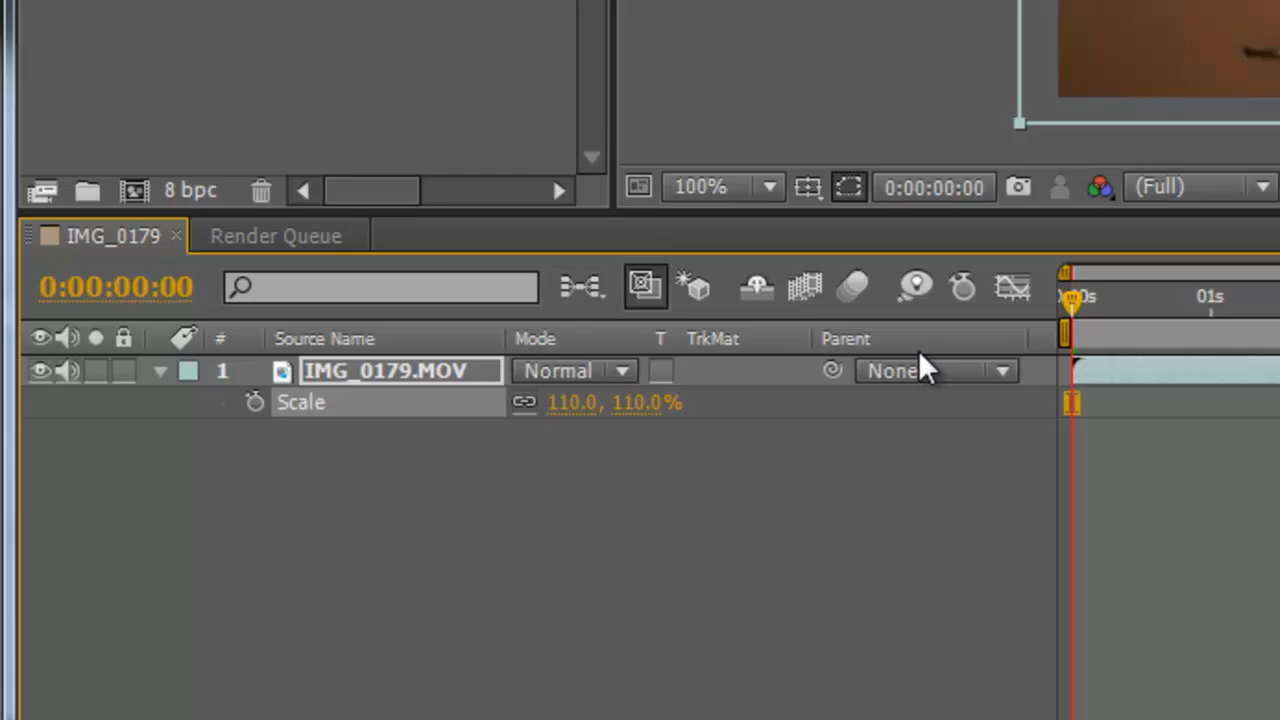 8 bpc
100%
0:00:00:00
(Full)
IMG_0179 ×
Render Queue
0:00:00:00
01s
# Source Name Mode T TrkMat Parent
1 IMG_0179.MOV Normal None
Scale 110.0, 110.0%